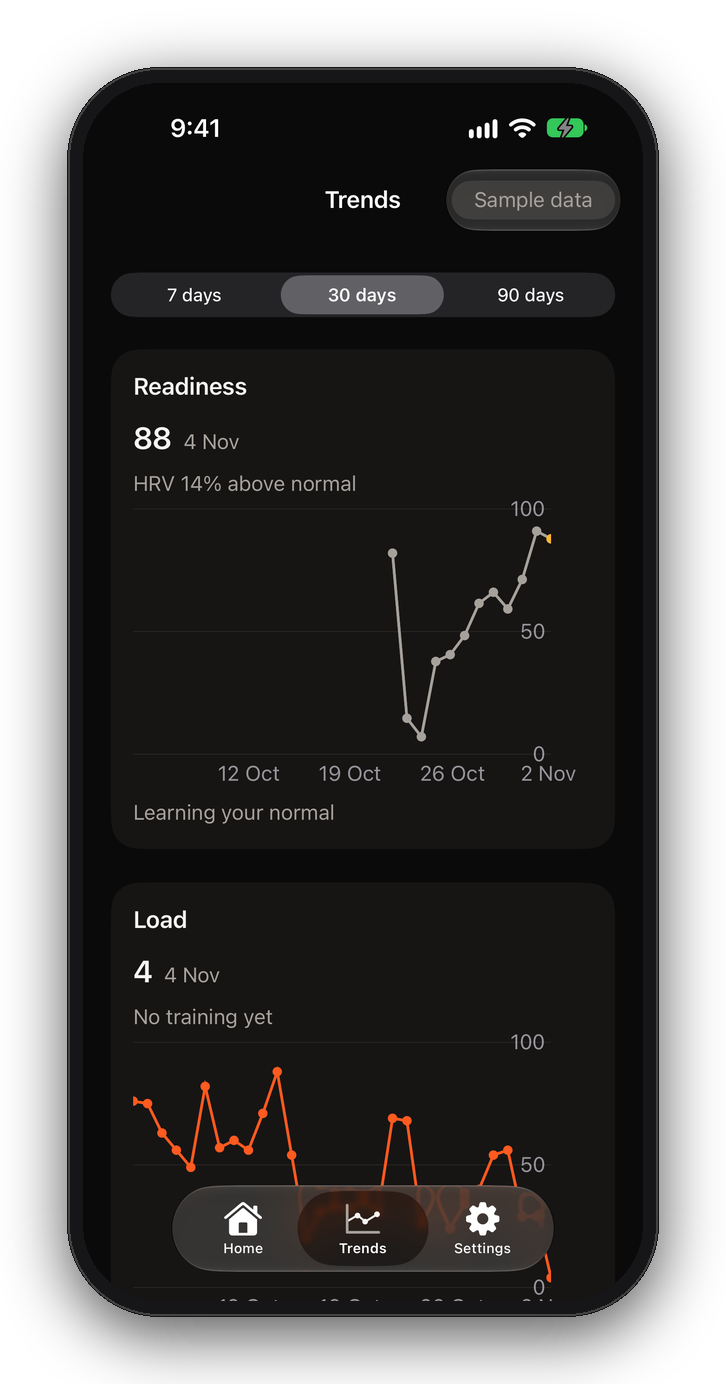 9:41
Trends
Sample data
7 days
30 days
90 days
Readiness
88 4 Nov
HRV 14% above normal
100
50
0
12 Oct 19 Oct 26 Oct 2 Nov
Learning your normal
Load
4 4 Nov
No training yet
100
50
0
Home
Trends
Settings